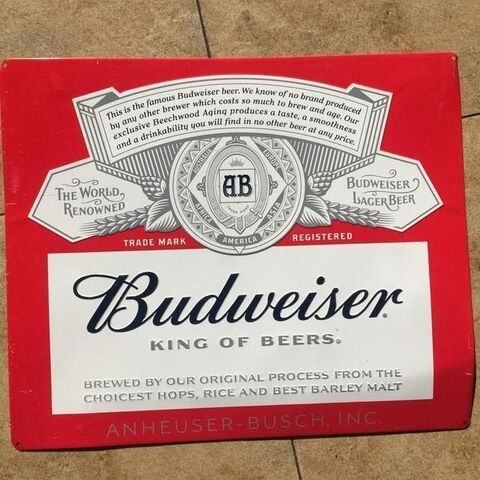 This is the famous Budweiser beer. We know of no brand produced
by any other brewer which costs so much to brew and age. Our
exclusive Beechwood Aging produces a taste, a smoothness
and a drinkability you will find in no other beer at any price.
THE WORLD
RENOWNED
AB
BUDWEISER
LAGER BEER
AFRICA
AMERICA
ASIA
TRADE MARK
REGISTERED
Budweiser®
KING OF BEERS®
BREWED BY OUR ORIGINAL PROCESS FROM THE
CHOICEST HOPS, RICE AND BEST BARLEY MALT
ANHEUSER-BUSCH, INC.